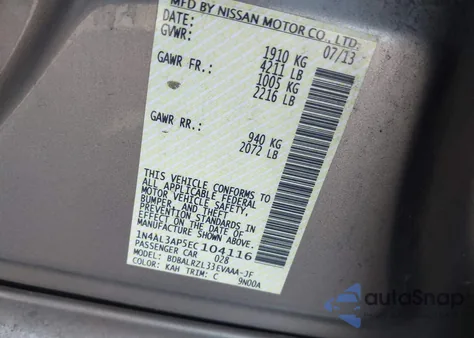 MFD BY NISSAN MOTOR CO., LTD.
DATE: 07/13
GVWR: 1910 KG
4211 LB
GAWR FR.: 1005 KG
2216 LB
GAWR RR.: 940 KG
2072 LB
THIS VEHICLE CONFORMS TO
ALL APPLICABLE FEDERAL
MOTOR VEHICLE SAFETY,
BUMPER, AND THEFT
PREVENTION STANDARDS IN
EFFECT ON THE DATE OF
MANUFACTURE SHOWN ABOVE.
1N4AL3AP5EC104116
PASSENGER CAR 028
MODEL: BDBALRZL33EVAAA-JF
COLOR: KAH TRIM: C 9N00A
autoSnap